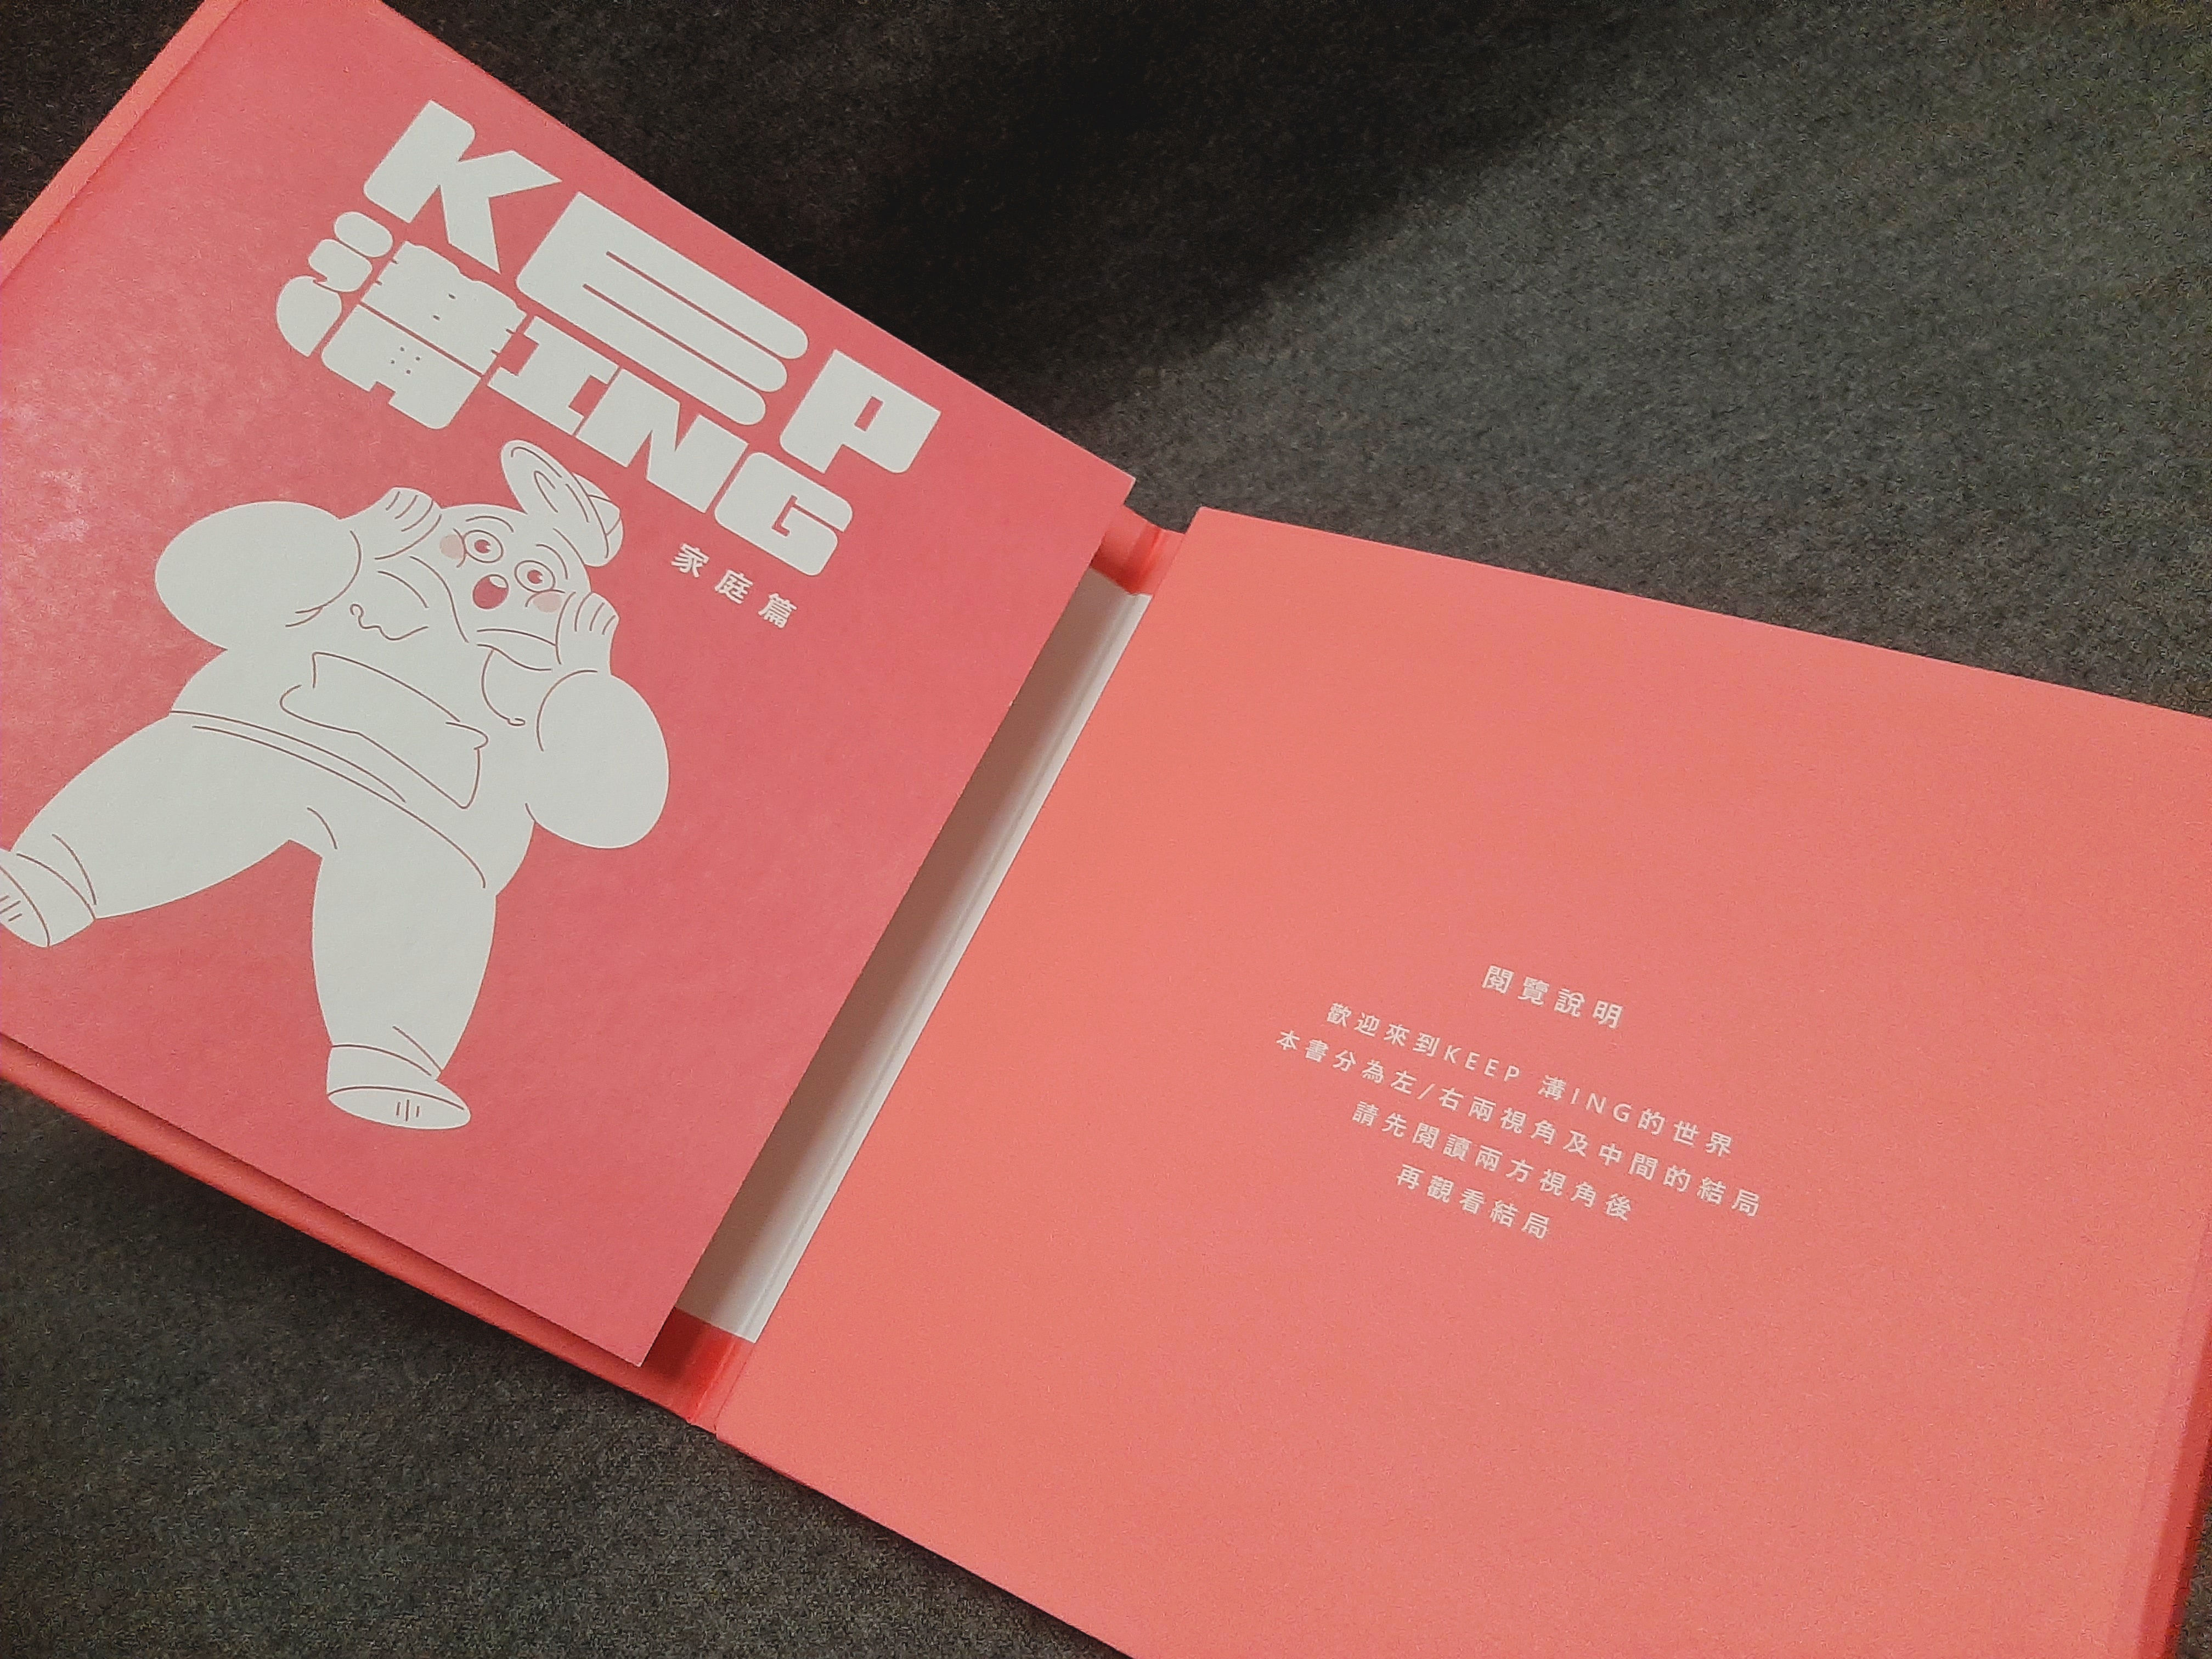 KEEP
溝ING
家庭篇
閱覽說明
歡迎來到KEEP 溝ING的世界
本書分為左/右兩視角及中間的結局
請先閱讀兩方視角後
再觀看結局